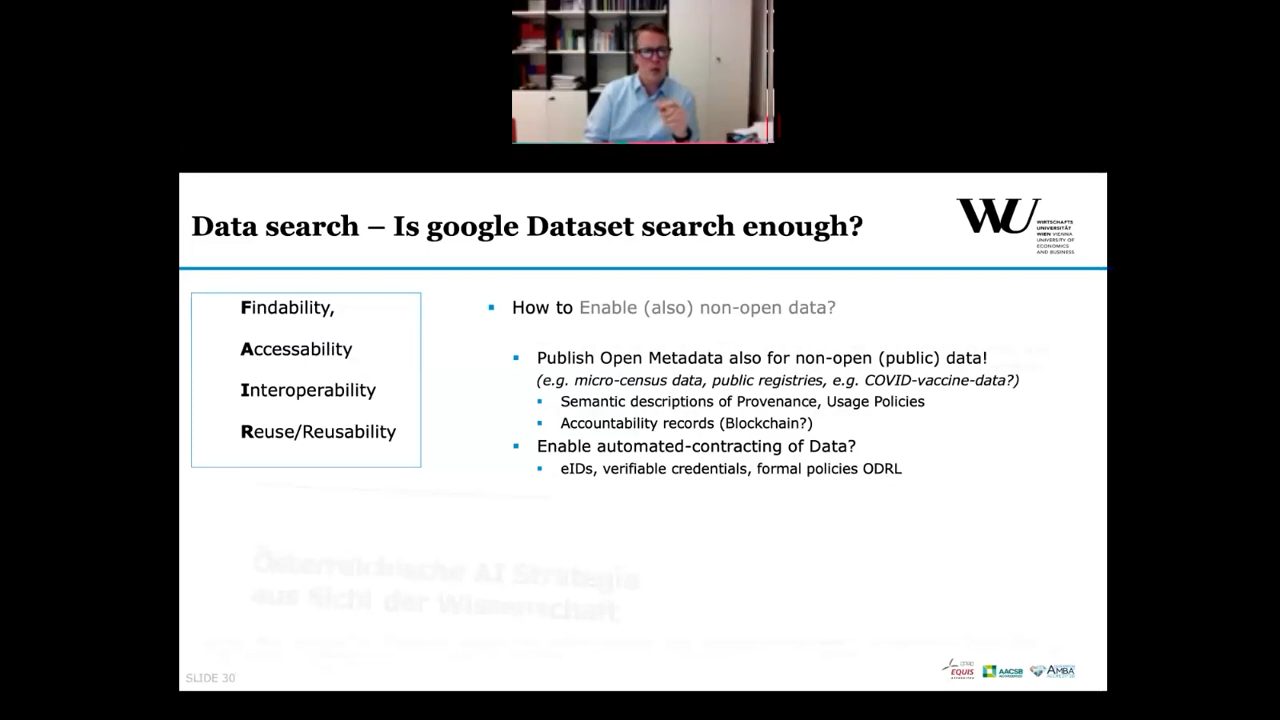 Data search – Is google Dataset search enough?
WU
WIRTSCHAFTS
UNIVERSITÄT
WIEN VIENNA
UNIVERSITY OF
ECONOMICS
AND BUSINESS
Findability,
Accessability
Interoperability
Reuse/Reusability
How to Enable (also) non-open data?
Publish Open Metadata also for non-open (public) data!
(e.g. micro-census data, public registries, e.g. COVID-vaccine-data?)
Semantic descriptions of Provenance, Usage Policies
Accountability records (Blockchain?)
Enable automated-contracting of Data?
eIDs, verifiable credentials, formal policies ODRL
Österreichische AI Strategie
aus Sicht der Wissenschaft
SLIDE 30
EQUIS
AACSB
AMBA